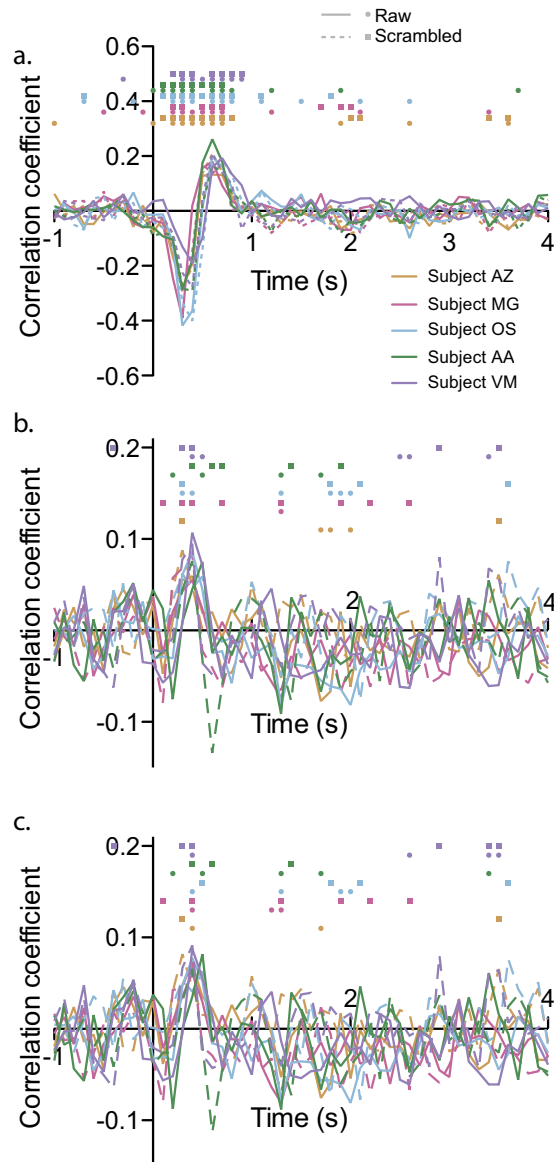 Raw
Scrambled
a.
0.6
0.4
0.2
-0.2
-0.4
-0.6
-1
1
2
3
4
Correlation coefficient
Time (s)
Subject AZ
Subject MG
Subject OS
Subject AA
Subject VM
b.
0.2
0.1
-0.1
2
4
Correlation coefficient
Time (s)
c.
0.2
0.1
-0.1
2
4
Correlation coefficient
Time (s)